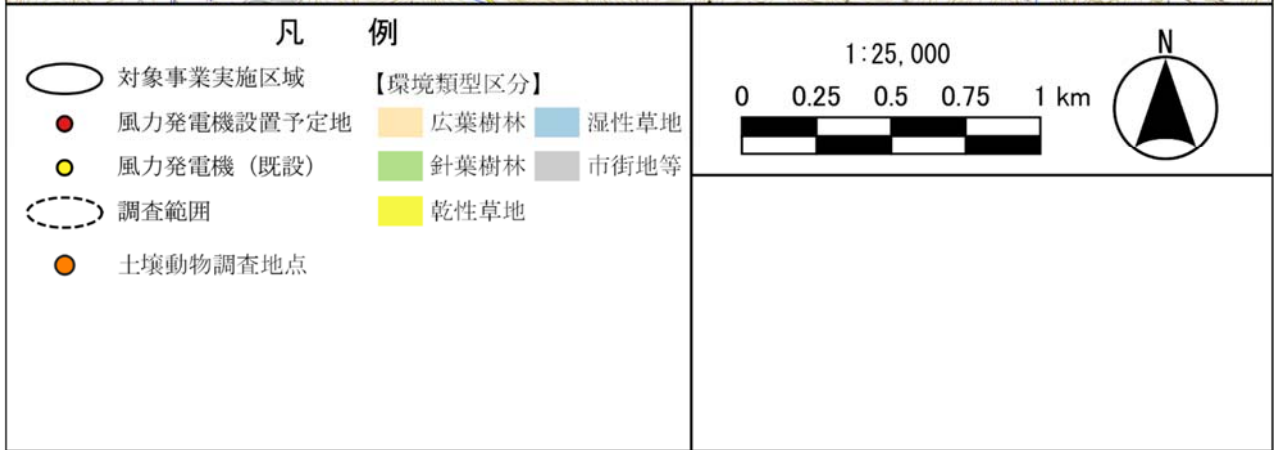 凡 例
対象事業実施区域
風力発電機設置予定地
風力発電機（既設）
調査範囲
土壌動物調査地点
【環境類型区分】
広葉樹林 湿性草地
針葉樹林 市街地等
乾性草地
1:25,000
0 0.25 0.5 0.75 1 km
N